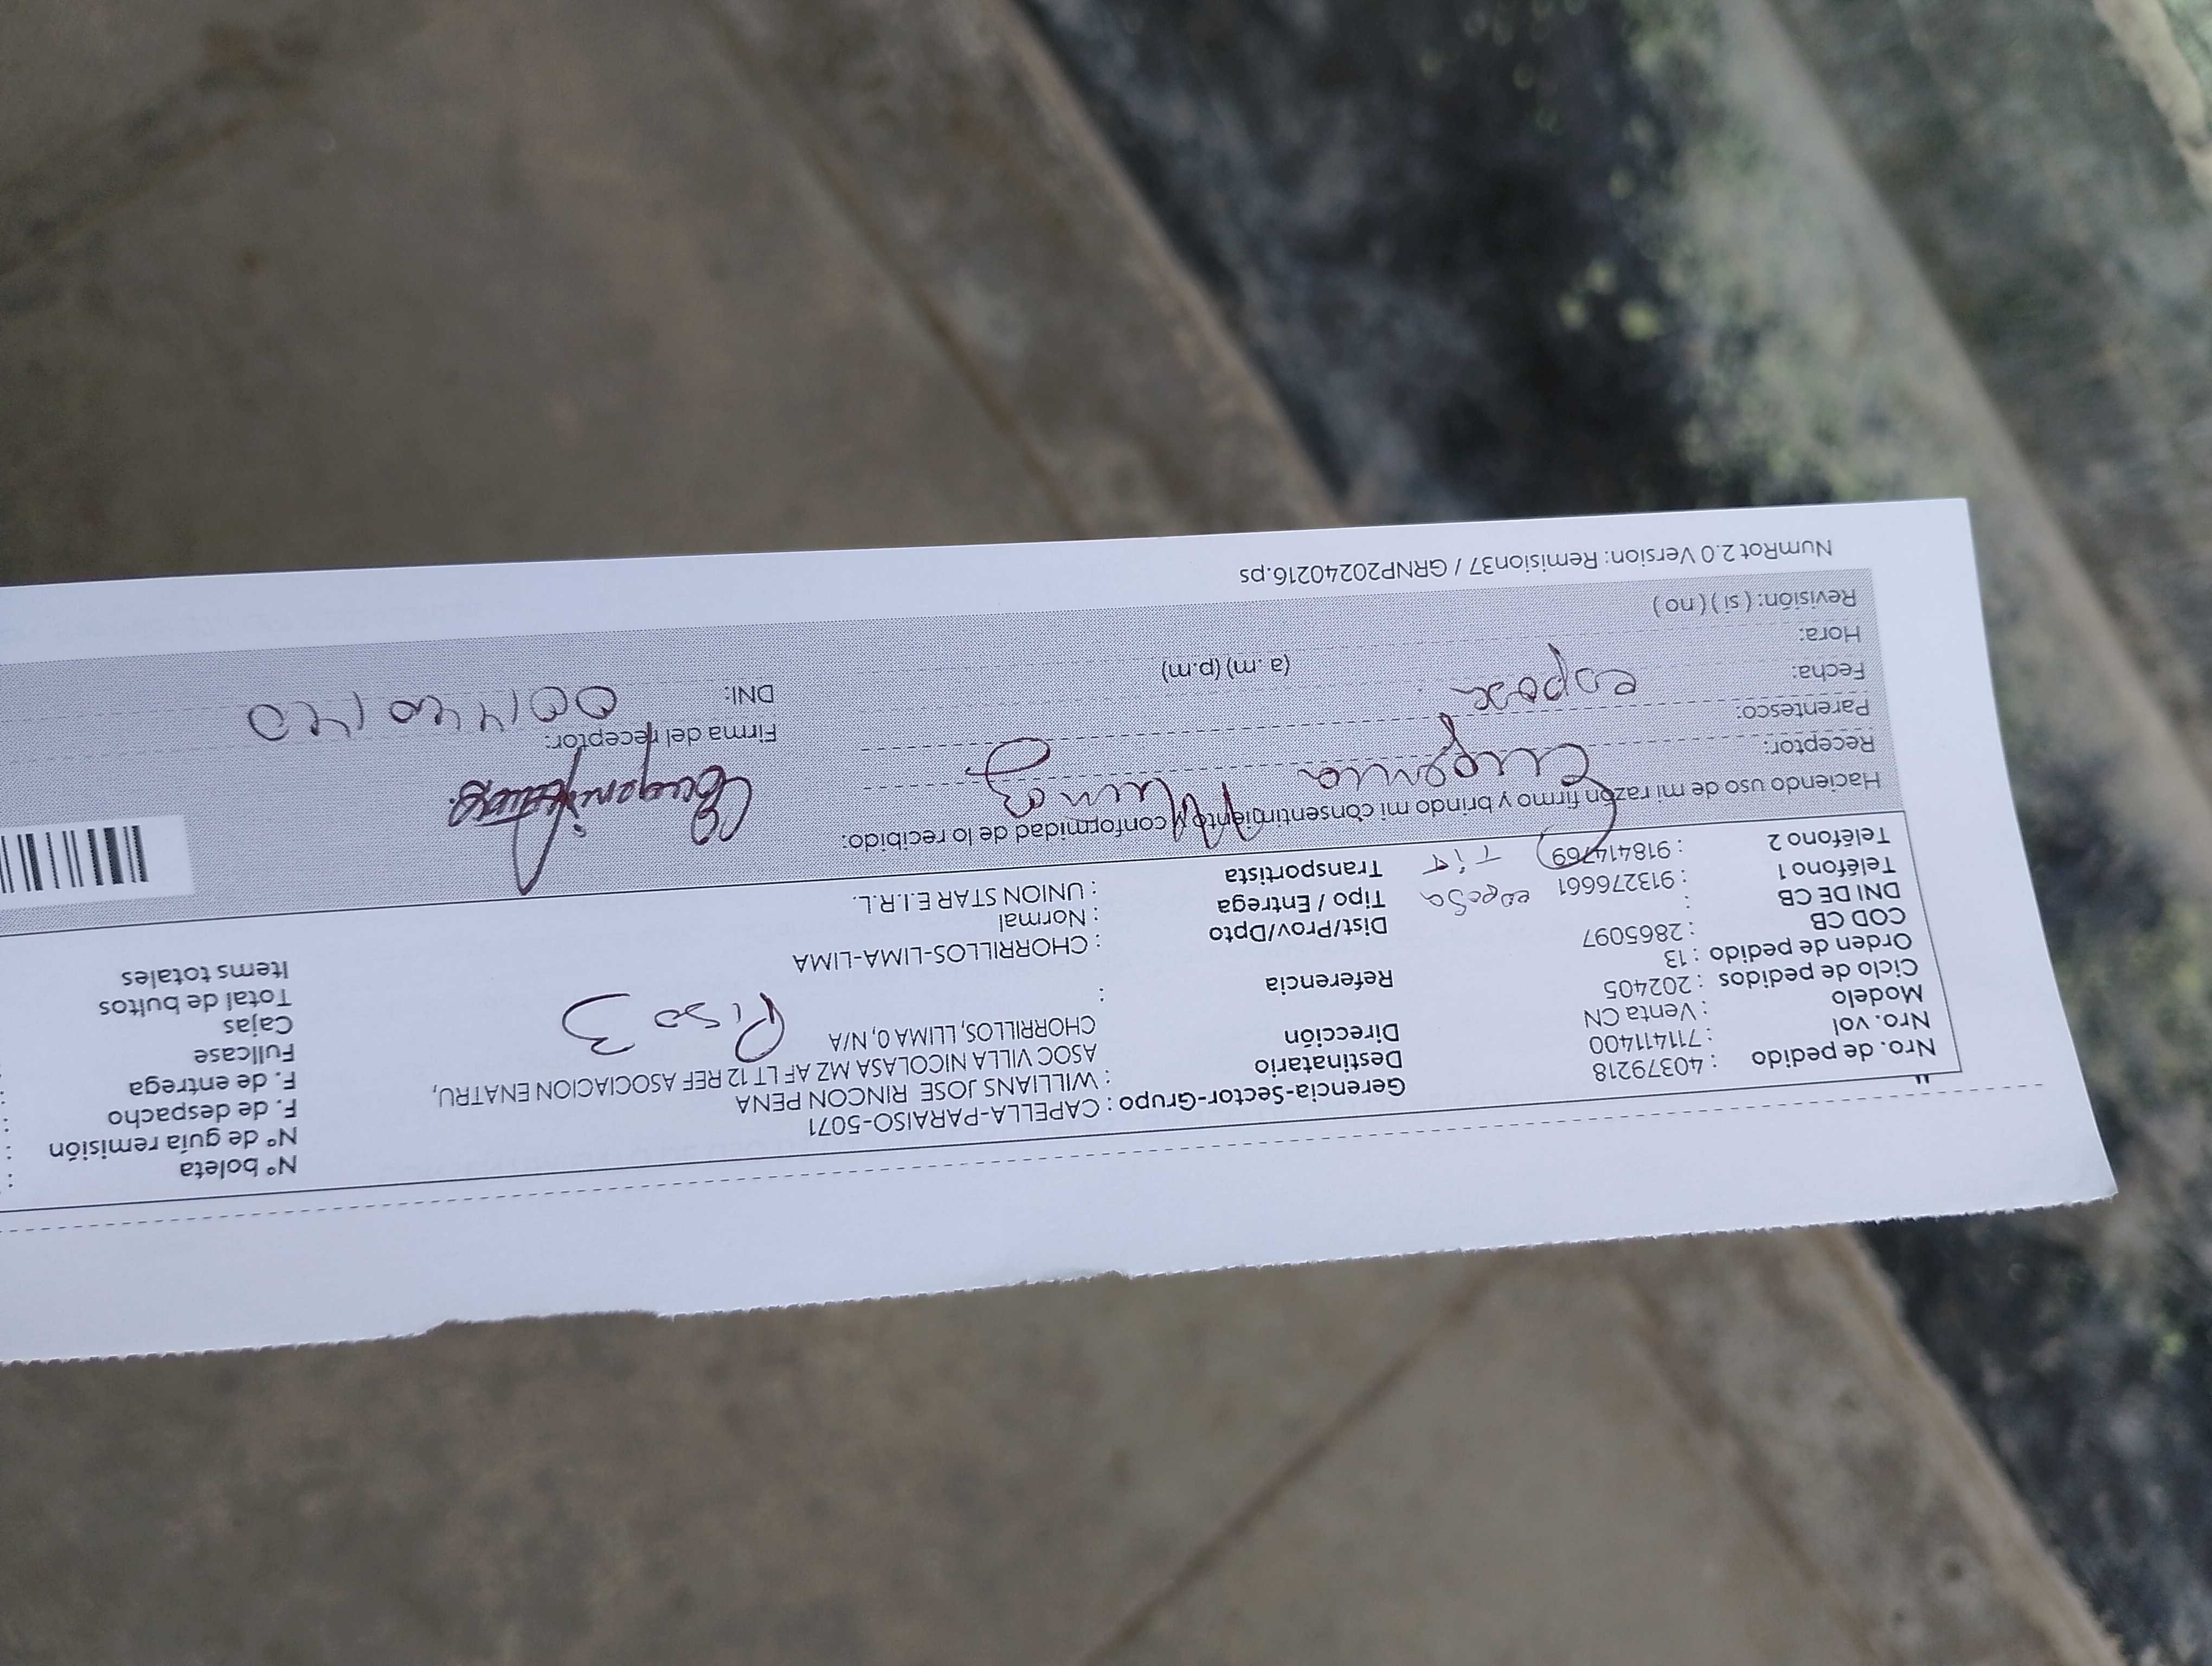 Nro. de pedido : 40379218
Nro. vol : 711411400
Modelo : Venta CN
Ciclo de pedidos : 202405
Orden de pedido : 13
COD CB : 2865097
DNI DE CB :
Teléfono 1 : 913276661 esposa
Teléfono 2 : 918414769 Tia
Gerencia-Sector-Grupo : CAPELLA-PARAISO-5071
Destinatario : WILLIANS JOSE RINCON PENA
Dirección : ASOC VILLA NICOLASA MZ AF LT 12 REF ASOCIACION ENATRU,
CHORRILLOS, LLIMA 0, N/A
Referencia : Piso 3
Dist/Prov/Dpto : CHORRILLOS-LIMA-LIMA
Tipo / Entrega : Normal
Transportista : UNION STAR E.I.R.L.
N° boleta :
N° de guía remisión :
F. de despacho :
F. de entrega :
Fullcase
Cajas
Total de bultos
Items totales
Haciendo uso de mi razón firmo y brindo mi consentimiento y conformidad de lo recibido:
Receptor: Eugenia
Parentesco: esposa
Fecha:
Hora: (a.m) (p.m)
Revisión: ( si ) ( no )
Firma del receptor:
DNI:
NumRot 2.0 Version: Remision37 / GRNP20240216.ps